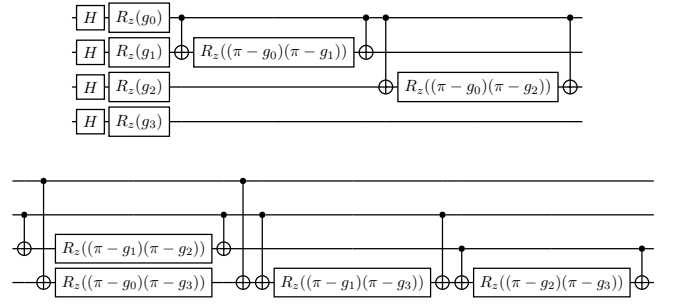 H R_z(g_0)
H R_z(g_1) R_z((π − g_0)(π − g_1))
H R_z(g_2) R_z((π − g_0)(π − g_2))
H R_z(g_3)
R_z((π − g_1)(π − g_2))
R_z((π − g_0)(π − g_3)) R_z((π − g_1)(π − g_3)) R_z((π − g_2)(π − g_3))